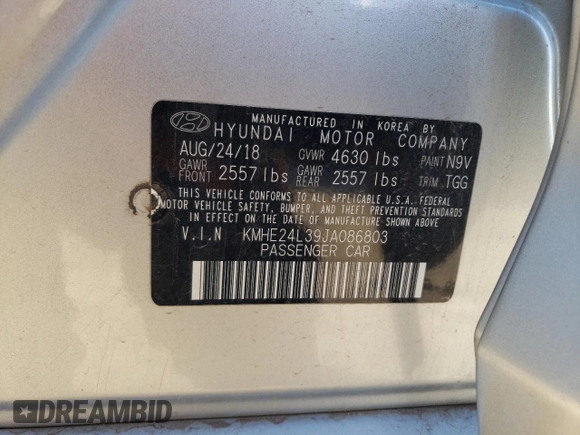 MANUFACTURED IN KOREA BY
HYUNDAI MOTOR COMPANY
AUG/24/18 GVWR 4630 lbs PAINT N9V
GAWR FRONT 2557 lbs GAWR REAR 2557 lbs TRIM TGG
THIS VEHICLE CONFORMS TO ALL APPLICABLE U.S.A. FEDERAL
MOTOR VEHICLE SAFETY, BUMPER, AND THEFT PREVENTION
STANDARDS IN EFFECT ON THE DATE OF MANUFACTURE SHOWN ABOVE
V.I.N KMHE24L39JA086803
PASSENGER CAR
DREAMBID